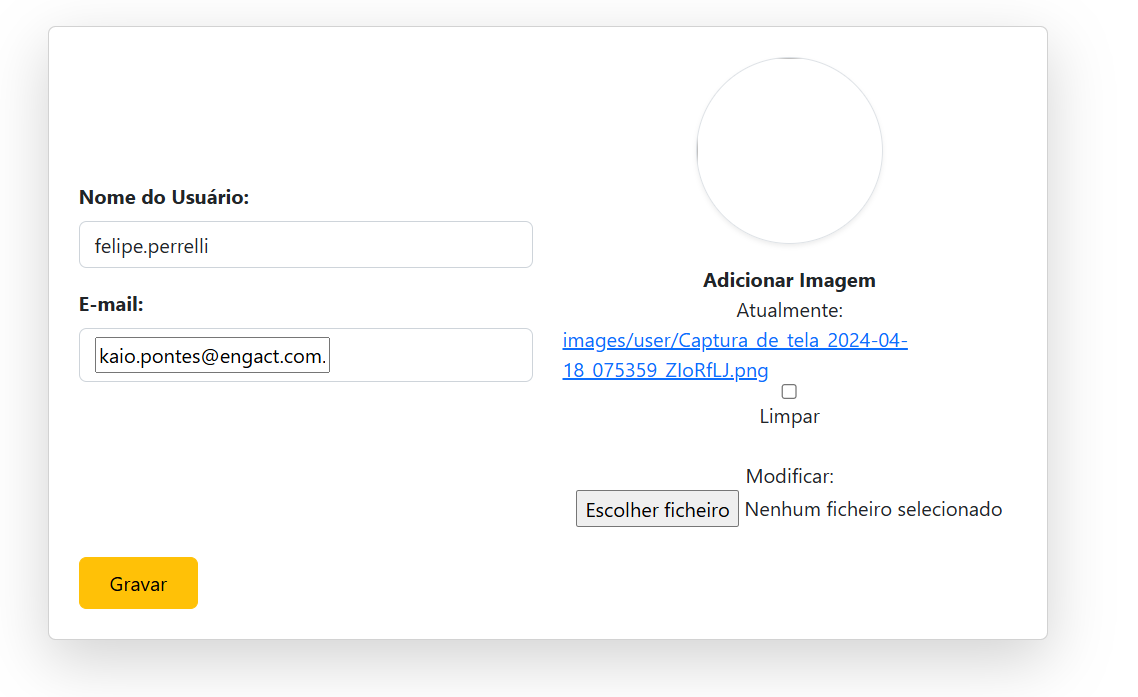 Nome do Usuário:
felipe.perrelli
E-mail:
kaio.pontes@engact.com.
Adicionar Imagem
Atualmente:
images/user/Captura_de_tela_2024-04-
18_075359_ZIoRfLJ.png
Limpar
Modificar:
Escolher ficheiro Nenhum ficheiro selecionado
Gravar